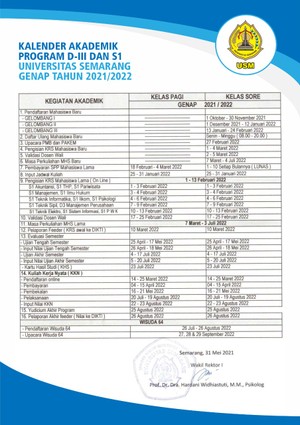 KALENDER AKADEMIK
PROGRAM D-III DAN S1
UNIVERSITAS SEMARANG
GENAP TAHUN 2021/2022
USM
KEGIATAN AKADEMIK KELAS PAGI KELAS SORE
GENAP 2021 / 2022
1. Pendaftaran Mahasiswa Baru
- GELOMBANG I 1 Oktober - 30 November 2021
- GELOMBANG II 1 Desember 2021 - 12 Januari 2022
- GELOMBANG III 13 Januari - 24 Februari 2022
2. Daftar Ulang Mahasiswa Baru Senin - Minggu ( 08.00 - 20.00 )
3. Upacara PMB dan PAKEM 27 Februari 2022
4. Pengisian KRS Mahasiswa Baru 1 - 4 Maret 2022
5. Validasi Dosen Wali 2 - 5 Maret 2022
6. Masa Perkuliahan MHS Baru 7 Maret - 4 Juli 2022
7. Pembayaran SPP Mahasiswa Lama 18 Februari - 4 Maret 2022 1 - 10 Setiap Bulannya ( LUNAS )
8. Input Jadwal Kuliah 25 - 31 Januari 2022 25 - 31 Januari 2022
9. Pengisian KRS Mahasiswa Lama ( On Line ) 1 - 13 Februari 2022
S1 Akuntansi, S1 THP, S1 Pariwisata 1 - 3 Februari 2022 1 - 3 Februari 2022
S1 Manajemen, S1 Ilmu Hukum 3 - 4 Februari 2022 3 - 4 Februari 2022
S1 Teknik Informatika, S1 Ilkom, S1 Psikologi 4 - 6 Februari 2022 4 - 6 Februari 2022
S1 Teknik Sipil, D3 Manajemen Perusahaan 7 - 9 Februari 2022 7 - 9 Februari 2022
S1 Teknik Elektro, S1 Sistem Informasi, S1 P W K 10 - 13 Februari 2022 10 - 13 Februari 2022
10. Validasi Dosen Wali 17 - 25 Februari 2022 17 - 25 Februari 2022
11. Masa Perkuliahan MHS Lama 7 Maret - 3 Juli 2022
12. Pelaporan Feeder ( KRS awal ke DIKTI ) 10 Maret 2022 10 Maret 2022
13. Evaluasi Semester
- Ujian Tengah Semester 25 April - 17 Mei 2022 25 April - 17 Mei 2022
- Input Nilai Ujian Tengah Semester 26 April - 23 Mei 2022 26 April - 23 Mei 2022
- Ujian Akhir Semester 4 - 17 Juli 2022 4 - 17 Juli 2022
- Input Nilai Ujian Akhir Semester 5 - 20 Juli 2022 5 - 20 Juli 2022
- Kartu Hasil Studi ( KHS ) 23 Juli 2022 23 Juli 2022
14. Kuliah Kerja Nyata ( KKN )
- Pendaftaran online 14 - 25 Maret 2022 14 - 25 Maret 2022
- Pembayaran 04 - 15 April 2022 04 - 15 April 2022
- Pembekalan 16 - 21 Mei 2022 16 - 21 Mei 2022
- Pelaksanaan 20 Juli - 19 Agustus 2022 20 Juli - 19 Agustus 2022
- Input Nilai KKN 22 - 23 Agustus 2022 22 - 23 Agustus 2022
15. Yudisium Akhir Program 25 Agustus 2022 25 Agustus 2022
16. Pelaporan Akhir feeder ( Nilai ke DIKTI ) 26 Agustus 2022 26 Agustus 2022
WISUDA 64
- Pendaftaran Wisuda 64 26 Juli - 26 Agustus 2022
- Upacara Wisuda 64 27, 28 & 29 September 2022
Semarang, 31 Mei 2021
Wakil Rektor I
Prof. Dr. Dra. Hardani Widhiastuti, M.M., Psikolog